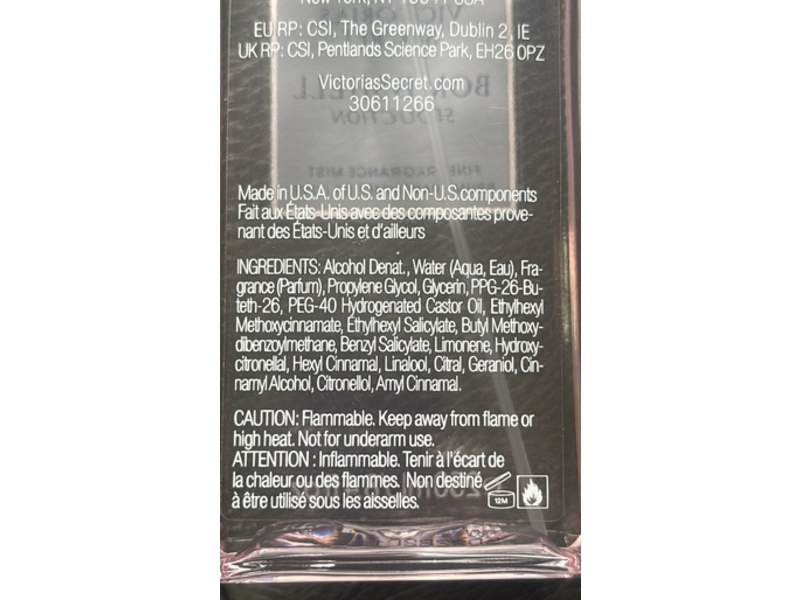 New York, NY 10011 USA
EU RP: CSI, The Greenway, Dublin 2, IE
UK RP: CSI, Pentlands Science Park, EH26 0PZ
VictoriasSecret.com
30611266
Made in U.S.A. of U.S. and Non-U.S. components
Fait aux États-Unis avec des composantes prove-
nant des États-Unis et d'ailleurs
INGREDIENTS: Alcohol Denat., Water (Aqua, Eau), Fra-
grance (Parfum), Propylene Glycol, Glycerin, PPG-26-Bu-
teth-26, PEG-40 Hydrogenated Castor Oil, Ethylhexyl
Methoxycinnamate, Ethylhexyl Salicylate, Butyl Methoxy-
dibenzoylmethane, Benzyl Salicylate, Limonene, Hydroxy-
citronellal, Hexyl Cinnamal, Linalool, Citral, Geraniol, Cin-
namyl Alcohol, Citronellol, Amyl Cinnamal.
CAUTION: Flammable. Keep away from flame or
high heat. Not for underarm use.
ATTENTION : Inflammable. Tenir à l'écart de
la chaleur ou des flammes. Non destiné
à être utilisé sous les aisselles.
12M